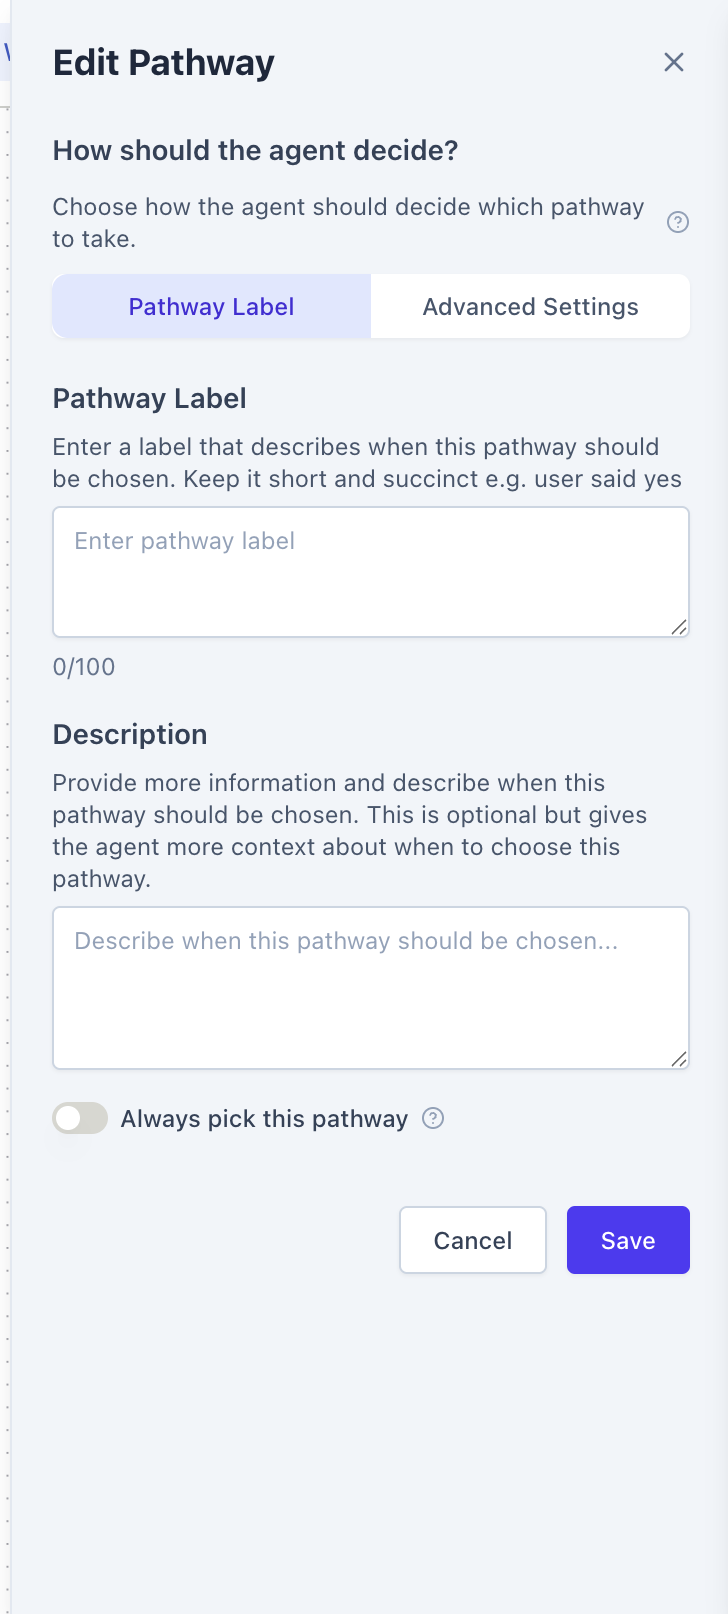 Edit Pathway
How should the agent decide?
Choose how the agent should decide which pathway
to take.
Pathway Label
Advanced Settings
Pathway Label
Enter a label that describes when this pathway should
be chosen. Keep it short and succinct e.g. user said yes
Enter pathway label
0/100
Description
Provide more information and describe when this
pathway should be chosen. This is optional but gives
the agent more context about when to choose this
pathway.
Describe when this pathway should be chosen...
Always pick this pathway
Cancel
Save